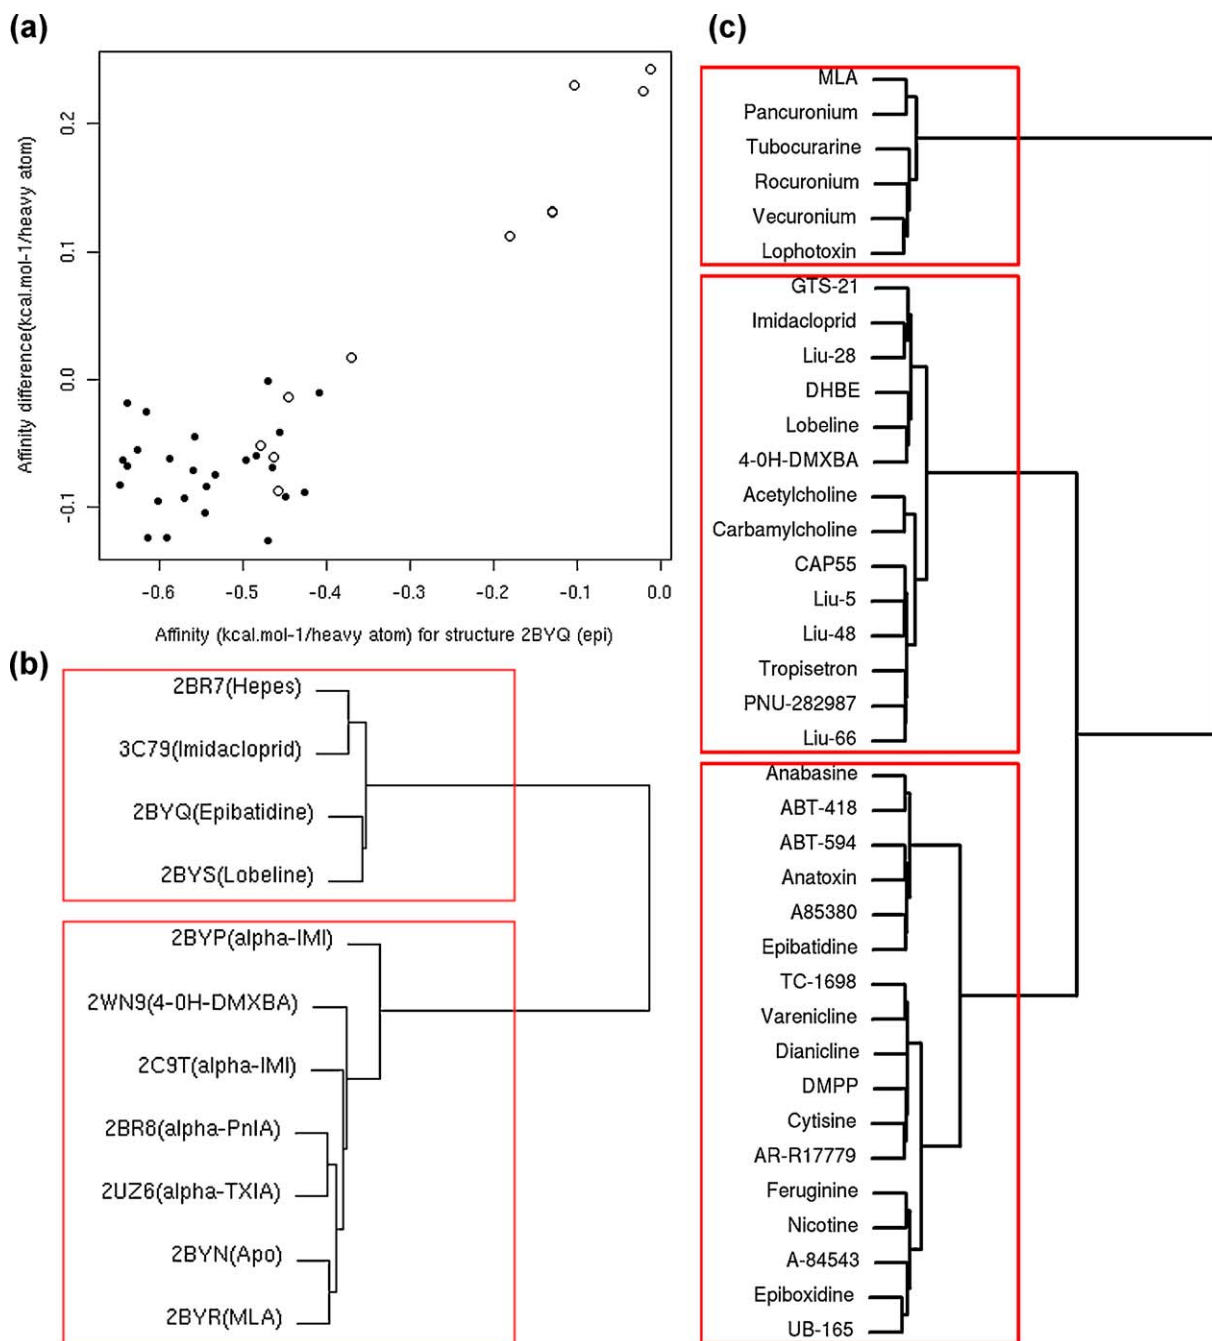 (a)
Affinity difference(kcal.mol-1/heavy atom)
0.2
0.1
0.0
-0.1
-0.6
-0.5
-0.4
-0.3
-0.2
-0.1
0.0
Affinity (kcal.mol-1/heavy atom) for structure 2BYQ (epi)
(b)
2BR7(Hepes)
3C79(Imidacloprid)
2BYQ(Epibatidine)
2BYS(Lobeline)
2BYP(alpha-IMI)
2WN9(4-0H-DMXBA)
2C9T(alpha-IMI)
2BR8(alpha-PnIA)
2UZ6(alpha-TXIA)
2BYN(Apo)
2BYR(MLA)
(c)
MLA
Pancuronium
Tubocurarine
Rocuronium
Vecuronium
Lophotoxin
GTS-21
Imidacloprid
Liu-28
DHBE
Lobeline
4-0H-DMXBA
Acetylcholine
Carbamylcholine
CAP55
Liu-5
Liu-48
Tropisetron
PNU-282987
Liu-66
Anabasine
ABT-418
ABT-594
Anatoxin
A85380
Epibatidine
TC-1698
Varenicline
Dianicline
DMPP
Cytisine
AR-R17779
Feruginine
Nicotine
A-84543
Epiboxidine
UB-165